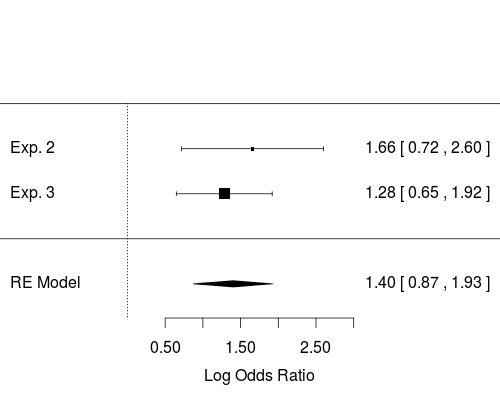 Exp. 2 1.66 [ 0.72 , 2.60 ]
Exp. 3 1.28 [ 0.65 , 1.92 ]
RE Model 1.40 [ 0.87 , 1.93 ]
0.50 1.50 2.50
Log Odds Ratio